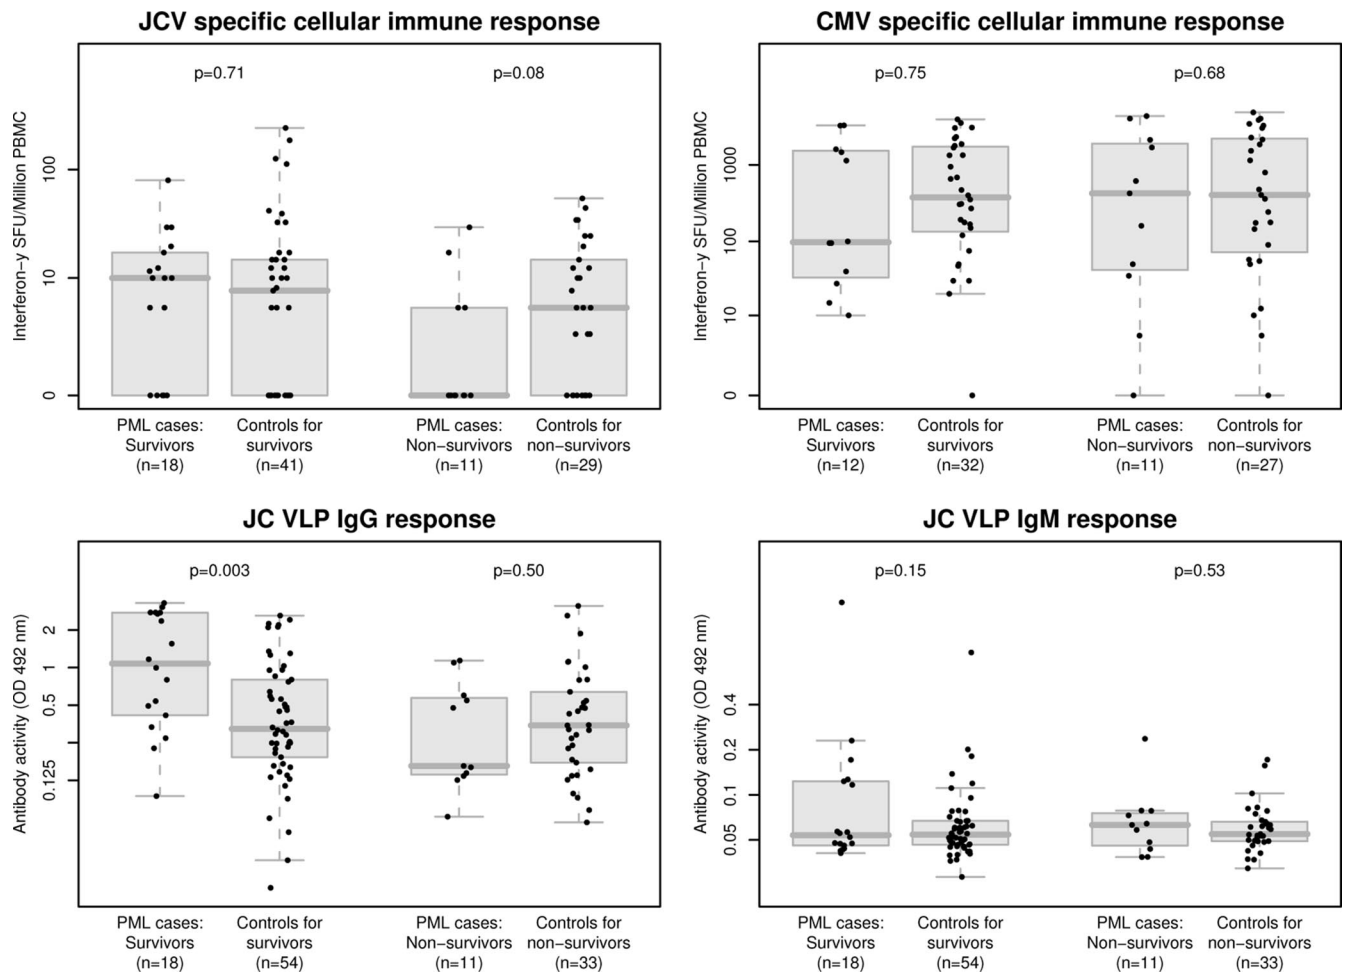 JCV specific cellular immune response
p=0.71
p=0.08
Interferon−y SFU/Million PBMC
100
10
0
PML cases:
Survivors
(n=18)
Controls for
survivors
(n=41)
PML cases:
Non−survivors
(n=11)
Controls for
non−survivors
(n=29)
CMV specific cellular immune response
p=0.75
p=0.68
Interferon−y SFU/Million PBMC
1000
100
10
0
PML cases:
Survivors
(n=12)
Controls for
survivors
(n=32)
PML cases:
Non−survivors
(n=11)
Controls for
non−survivors
(n=27)
JC VLP IgG response
p=0.003
p=0.50
Antibody activity (OD 492 nm)
2
1
0.5
0.125
PML cases:
Survivors
(n=18)
Controls for
survivors
(n=54)
PML cases:
Non−survivors
(n=11)
Controls for
non−survivors
(n=33)
JC VLP IgM response
p=0.15
p=0.53
Antibody activity (OD 492 nm)
0.4
0.2
0.1
0.05
PML cases:
Survivors
(n=18)
Controls for
survivors
(n=54)
PML cases:
Non−survivors
(n=11)
Controls for
non−survivors
(n=33)